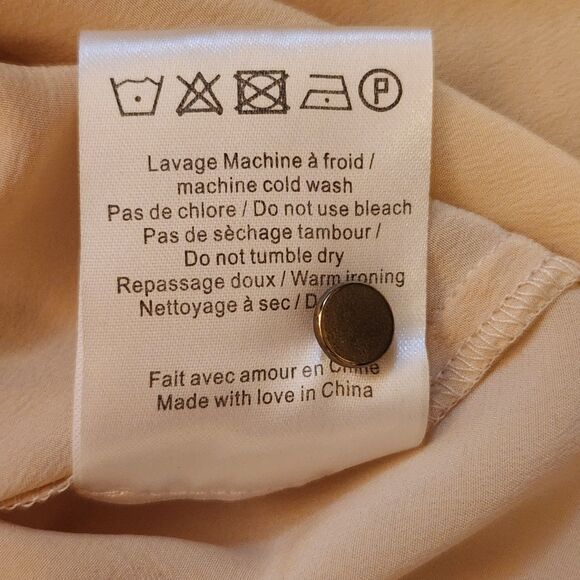 P
Lavage Machine à froid /
machine cold wash
Pas de chlore / Do not use bleach
Pas de sèchage tambour /
Do not tumble dry
Repassage doux / Warm ironing
Nettoyage à sec /
Fait avec amour en Chine
Made with love in China